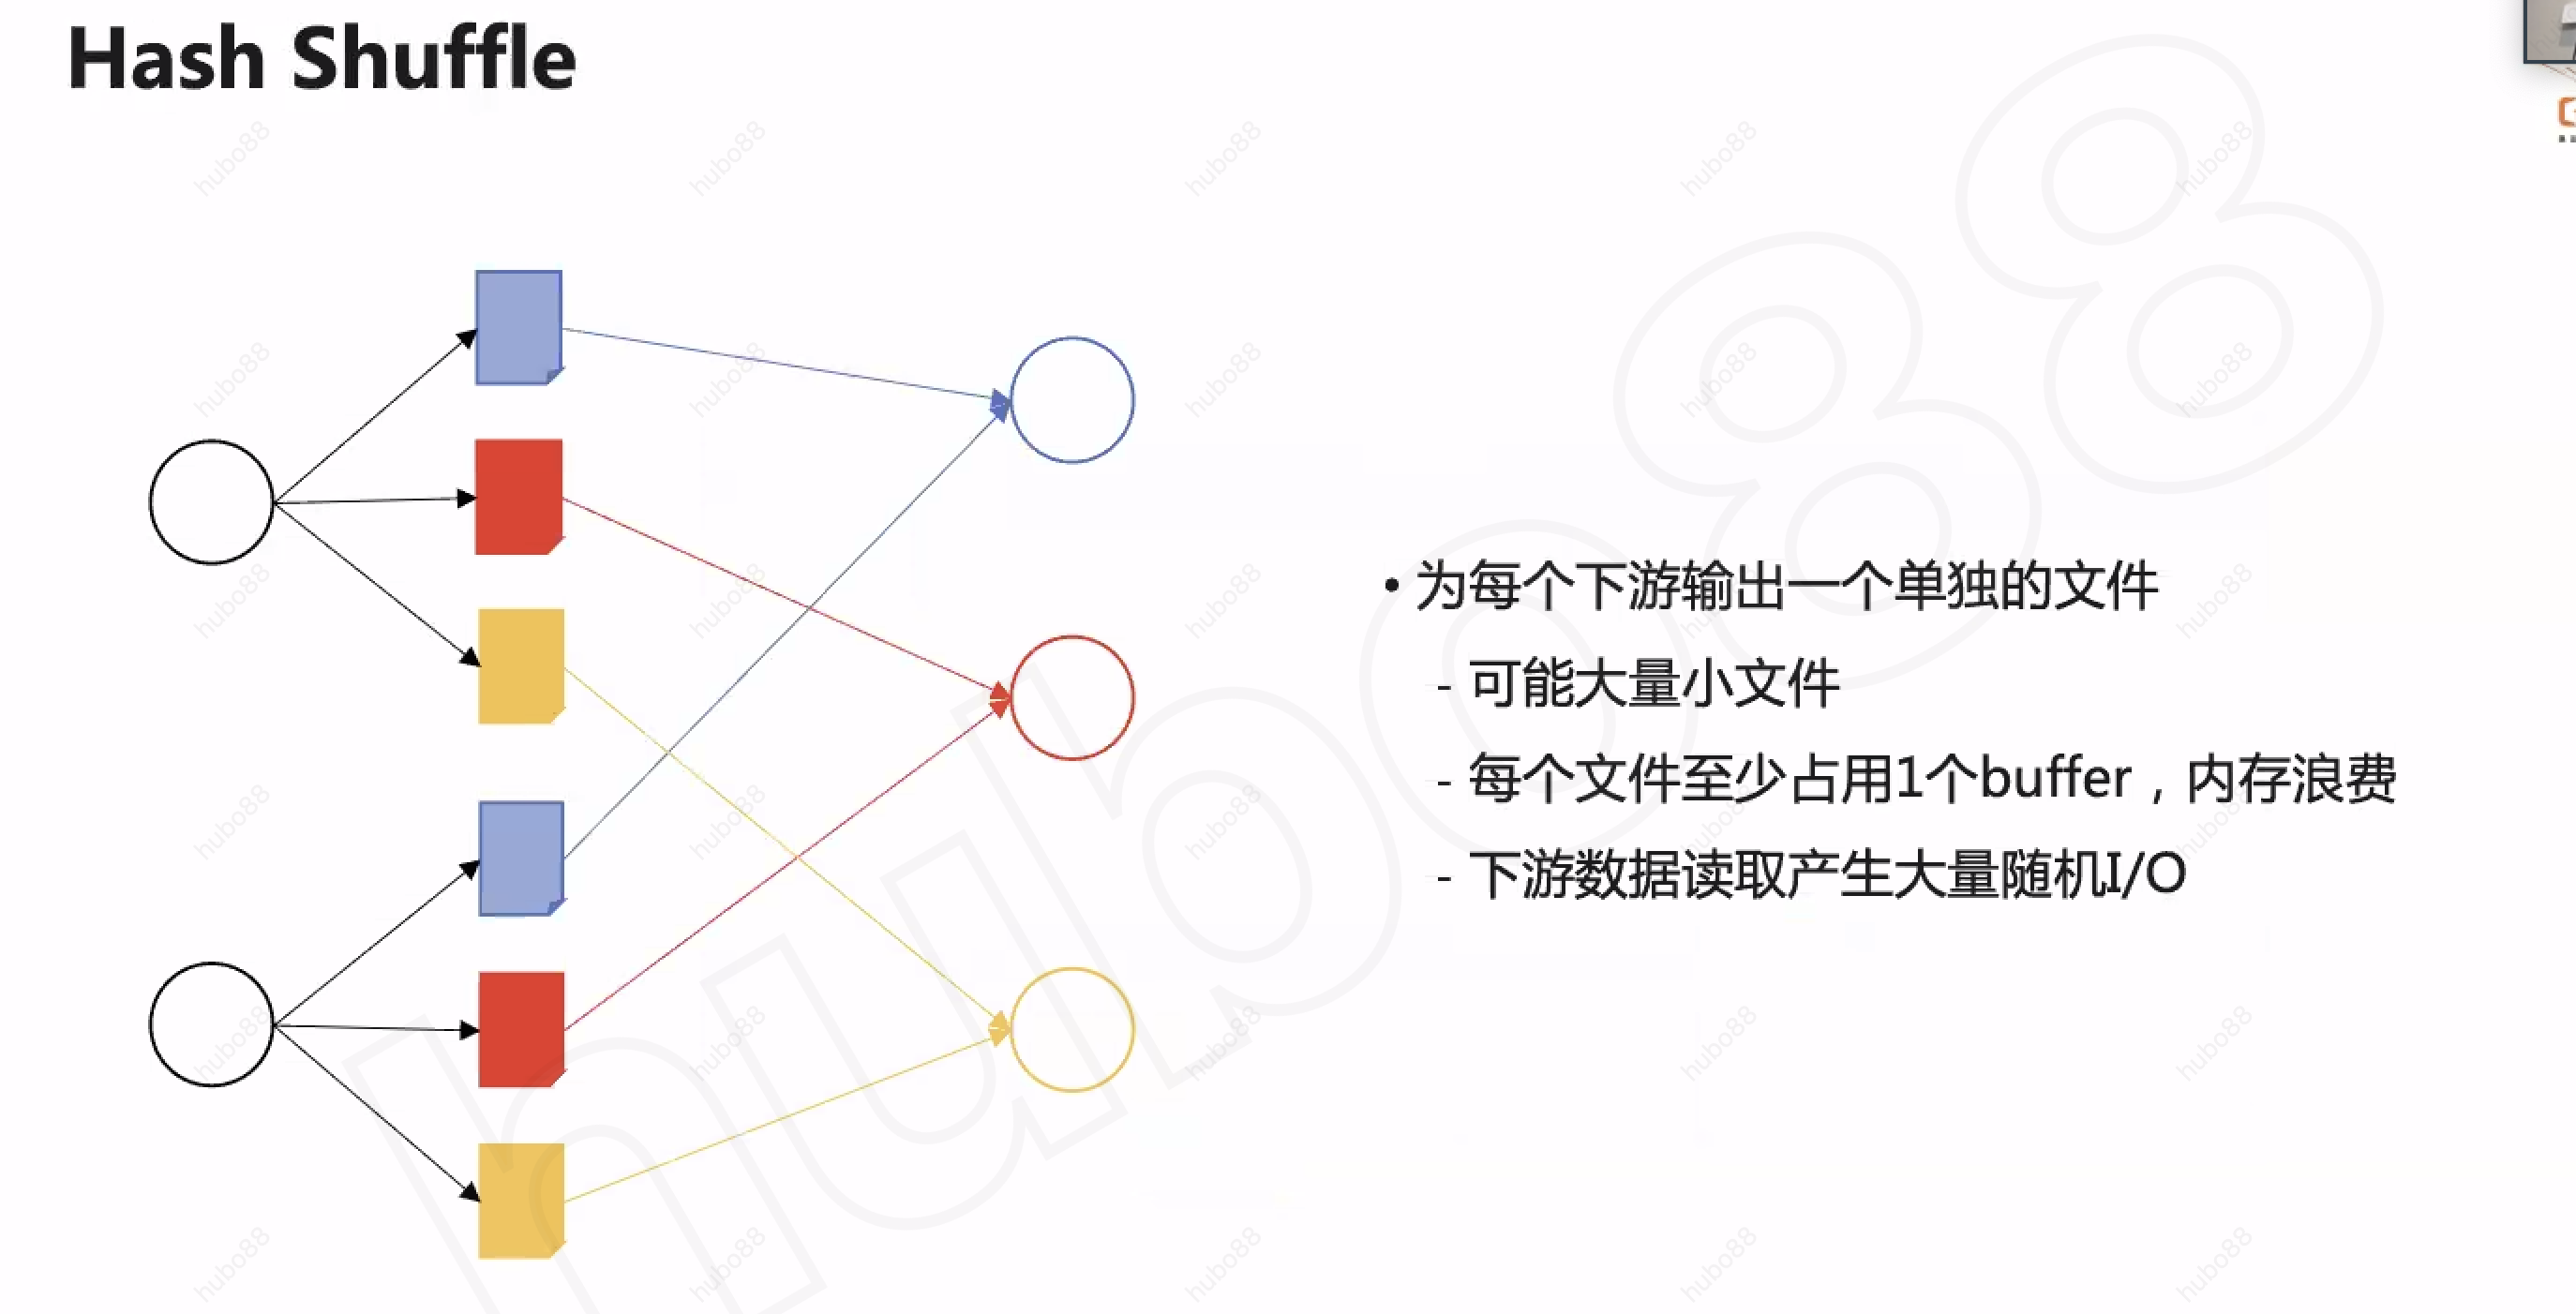 Hash Shuffle
• 为每个下游输出一个单独的文件
- 可能大量小文件
- 每个文件至少占用1个buffer，内存浪费
- 下游数据读取产生大量随机I/O
hubo88